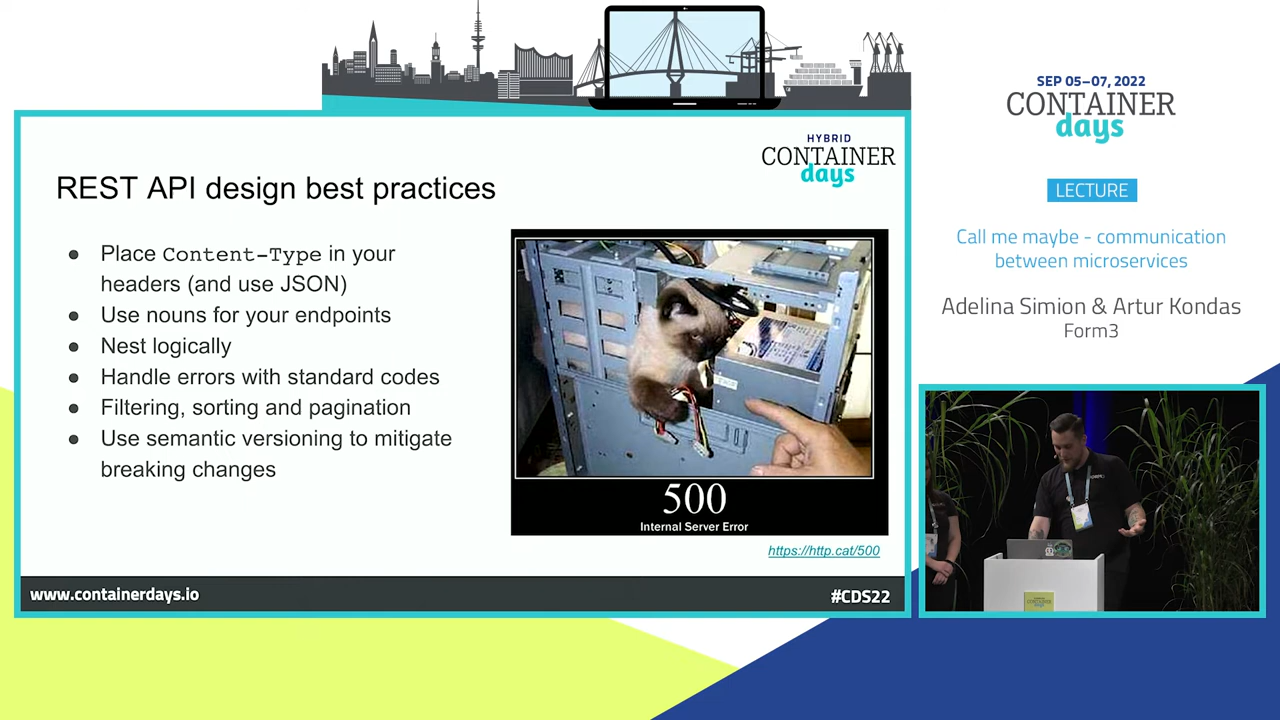 HYBRID
CONTAINER
days
REST API design best practices
● Place Content-Type in your
headers (and use JSON)
● Use nouns for your endpoints
● Nest logically
● Handle errors with standard codes
● Filtering, sorting and pagination
● Use semantic versioning to mitigate
breaking changes
500
Internal Server Error
https://http.cat/500
www.containerdays.io
#CDS22
SEP 05–07, 2022
CONTAINER
days
LECTURE
Call me maybe - communication
between microservices
Adelina Simion & Artur Kondas
Form3